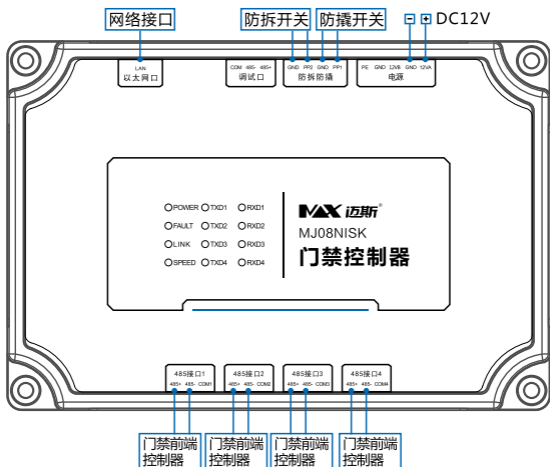 网络接口
防拆开关
防撬开关
- + DC12V
LAN
以太网口
COM 485- 485+
调试口
GND PP2 GND PP1
防拆防撬
PE GND 12VB GND 12VA
电源
POWER TXD1 RXD1
FAULT TXD2 RXD2
LINK TXD3 RXD3
SPEED TXD4 RXD4
MAX 迈斯®
MJ08NISK
门禁控制器
485接口1
485+ 485- COM1
485接口2
485+ 485- COM2
485接口3
485+ 485- COM3
485接口4
485+ 485- COM4
门禁前端
控制器
门禁前端
控制器
门禁前端
控制器
门禁前端
控制器